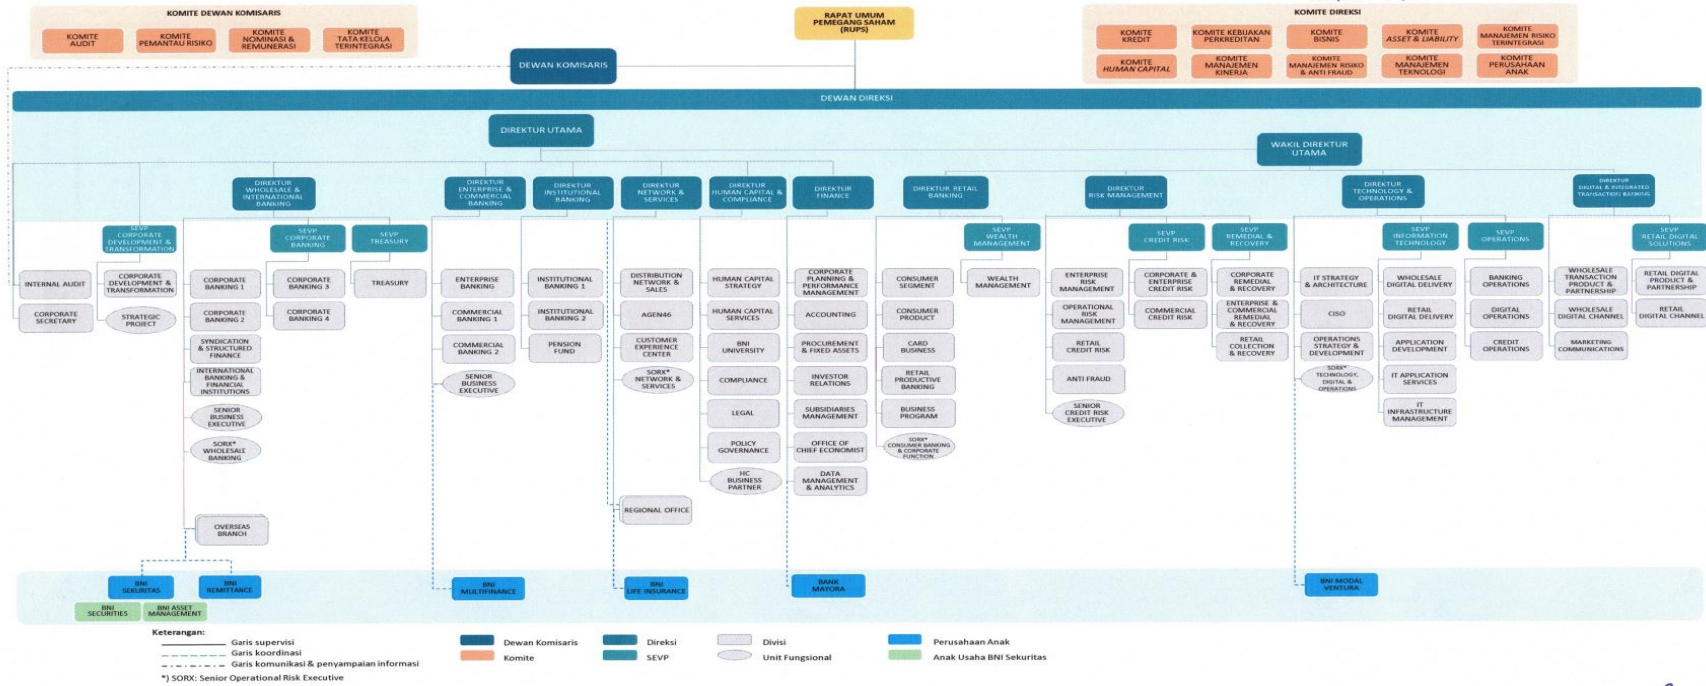 KOMITE DEWAN KOMISARIS
KOMITE
AUDIT
KOMITE
PEMANTAU RISIKO
KOMITE
NOMINASI &
REMUNERASI
KOMITE
TATA KELOLA
TERINTEGRASI
RAPAT UMUM
PEMEGANG SAHAM
(RUPS)
KOMITE DIREKSI
KOMITE
KREDIT
KOMITE KEBIJAKAN
PERKREDITAN
KOMITE
BISNIS
KOMITE
ASSET & LIABILITY
KOMITE
MANAJEMEN RISIKO
TERINTEGRASI
KOMITE
HUMAN CAPITAL
KOMITE
MANAJEMEN
KINERJA
KOMITE
MANAJEMEN RISIKO
& ANTI FRAUD
KOMITE
MANAJEMEN
TEKNOLOGI
KOMITE
PERUSAHAAN
ANAK
DEWAN KOMISARIS
DEWAN DIREKSI
DIREKTUR UTAMA
WAKIL DIREKTUR
UTAMA
DIREKTUR
WHOLESALE &
INTERNATIONAL
BANKING
DIREKTUR
ENTERPRISE &
COMMERCIAL
BANKING
DIREKTUR
INSTITUTIONAL
BANKING
DIREKTUR
NETWORK &
SERVICES
DIREKTUR
HUMAN CAPITAL &
COMPLIANCE
DIREKTUR
FINANCE
DIREKTUR RETAIL
BANKING
DIREKTUR
RISK MANAGEMENT
DIREKTUR
TECHNOLOGY &
OPERATIONS
DIREKTUR
DIGITAL & INTEGRATED
TRANSACTION BANKING
SEVP
CORPORATE
DEVELOPMENT &
TRANSFORMATION
SEVP
CORPORATE
BANKING
SEVP
TREASURY
SEVP
WEALTH
MANAGEMENT
SEVP
CREDIT RISK
SEVP
REMEDIAL &
RECOVERY
SEVP
INFORMATION
TECHNOLOGY
SEVP
OPERATIONS
SEVP
RETAIL DIGITAL
SOLUTIONS
INTERNAL AUDIT
CORPORATE
SECRETARY
CORPORATE
DEVELOPMENT &
TRANSFORMATION
STRATEGIC
PROJECT
CORPORATE
BANKING 1
CORPORATE
BANKING 2
SYNDICATION
& STRUCTURED
FINANCE
INTERNATIONAL
BANKING &
FINANCIAL
INSTITUTIONS
SENIOR
BUSINESS
EXECUTIVE
SORX*
WHOLESALE
BANKING
OVERSEAS
BRANCH
CORPORATE
BANKING 3
CORPORATE
BANKING 4
TREASURY
ENTERPRISE
BANKING
COMMERCIAL
BANKING 1
COMMERCIAL
BANKING 2
SENIOR
BUSINESS
EXECUTIVE
INSTITUTIONAL
BANKING 1
INSTITUTIONAL
BANKING 2
PENSION
FUND
DISTRIBUTION
NETWORK &
SALES
AGEN46
CUSTOMER
EXPERIENCE
CENTER
SORX*
NETWORK &
SERVICES
REGIONAL OFFICE
HUMAN CAPITAL
STRATEGY
HUMAN CAPITAL
SERVICES
BNI
UNIVERSITY
COMPLIANCE
LEGAL
POLICY
GOVERNANCE
HC
BUSINESS
PARTNER
CORPORATE
PLANNING &
PERFORMANCE
MANAGEMENT
ACCOUNTING
PROCUREMENT
& FIXED ASSETS
INVESTOR
RELATIONS
SUBSIDIARIES
MANAGEMENT
OFFICE OF
CHIEF ECONOMIST
DATA
MANAGEMENT
& ANALYTICS
CONSUMER
SEGMENT
CONSUMER
PRODUCT
CARD
BUSINESS
RETAIL
PRODUCTIVE
BANKING
BUSINESS
PROGRAM
SORX*
CONSUMER BANKING
& CORPORATE
FUNCTION
WEALTH
MANAGEMENT
ENTERPRISE
RISK
MANAGEMENT
OPERATIONAL
RISK
MANAGEMENT
RETAIL
CREDIT RISK
ANTI FRAUD
SENIOR
CREDIT RISK
EXECUTIVE
CORPORATE &
ENTERPRISE
CREDIT RISK
COMMERCIAL
CREDIT RISK
CORPORATE
REMEDIAL
& RECOVERY
ENTERPRISE &
COMMERCIAL
REMEDIAL
& RECOVERY
RETAIL
COLLECTION
& RECOVERY
IT STRATEGY
& ARCHITECTURE
CISO
OPERATIONS
STRATEGY &
DEVELOPMENT
SORX*
TECHNOLOGY,
DIGITAL &
OPERATIONS
WHOLESALE
DIGITAL DELIVERY
RETAIL
DIGITAL DELIVERY
APPLICATION
DEVELOPMENT
IT APPLICATION
SERVICES
IT
INFRASTRUCTURE
MANAGEMENT
BANKING
OPERATIONS
DIGITAL
OPERATIONS
CREDIT
OPERATIONS
WHOLESALE
TRANSACTION
PRODUCT &
PARTNERSHIP
WHOLESALE
DIGITAL CHANNEL
MARKETING
COMMUNICATIONS
RETAIL DIGITAL
PRODUCT &
PARTNERSHIP
RETAIL
DIGITAL CHANNEL
BNI
SEKURITAS
BNI
REMITTANCE
BNI
MULTIFINANCE
BNI
LIFE INSURANCE
BANK
MAYORA
BNI MODAL
VENTURA
BNI
SECURITIES
BNI ASSET
MANAGEMENT
Keterangan:
Garis supervisi
Garis koordinasi
Garis komunikasi & penyampaian informasi
*) SORX: Senior Operational Risk Executive
Dewan Komisaris
Komite
Direksi
SEVP
Divisi
Unit Fungsional
Perusahaan Anak
Anak Usaha BNI Sekuritas